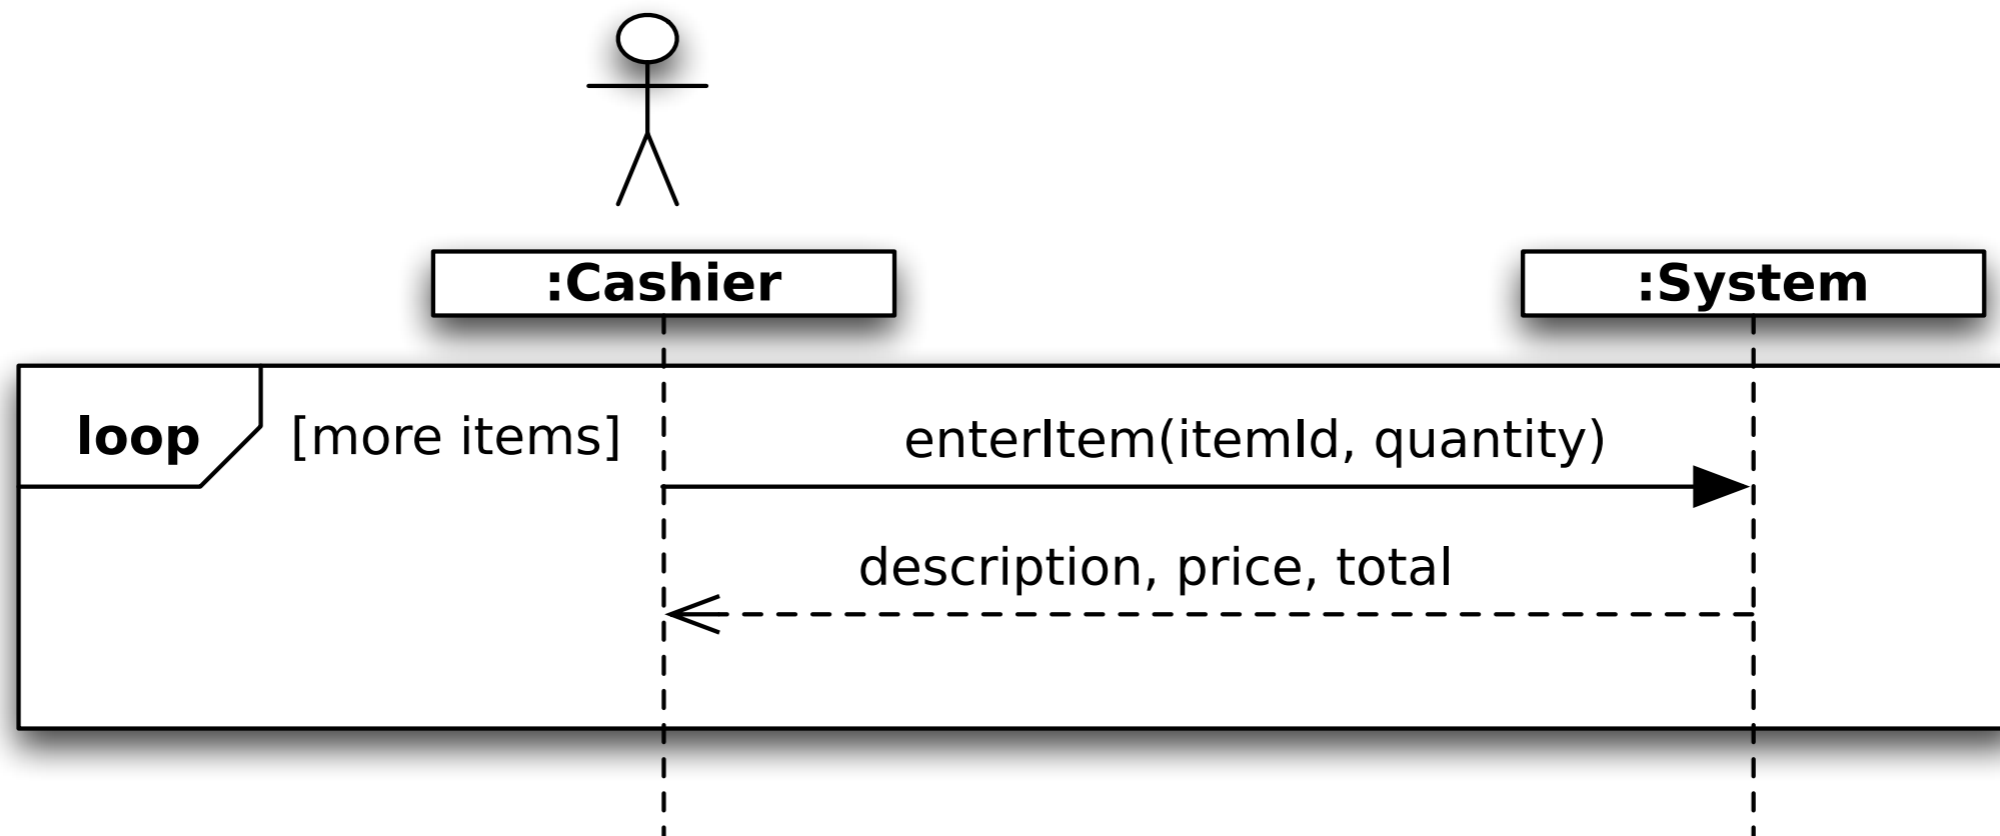 :Cashier
:System
loop
[more items]
enterItem(itemId, quantity)
description, price, total